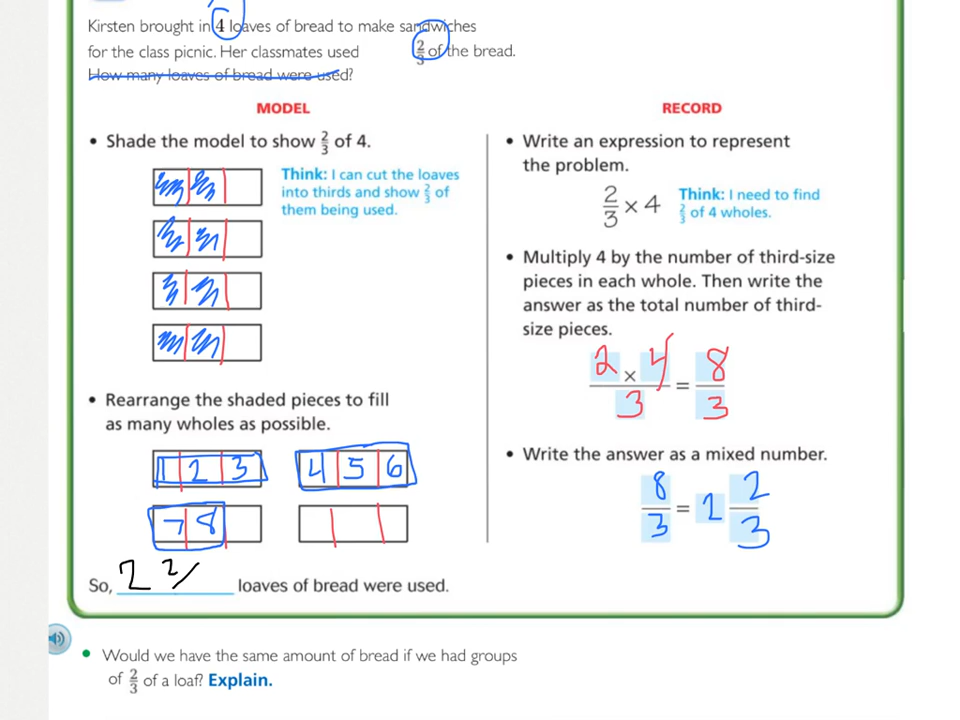 Kirsten brought in 4 loaves of bread to make sandwiches
for the class picnic. Her classmates used 2/3 of the bread.
How many loaves of bread were used?
MODEL
• Shade the model to show 2/3 of 4.
Think: I can cut the loaves
into thirds and show 2/3 of
them being used.
• Rearrange the shaded pieces to fill
as many wholes as possible.
1 2 3 4 5 6
7 8
So, 2 2/ loaves of bread were used.
RECORD
• Write an expression to represent
the problem.
2/3 × 4
Think: I need to find
2/3 of 4 wholes.
• Multiply 4 by the number of third-size
pieces in each whole. Then write the
answer as the total number of third-
size pieces.
2 × 4 / 3 = 8/3
• Write the answer as a mixed number.
8/3 = 2 2/3
• Would we have the same amount of bread if we had groups
of 2/3 of a loaf? Explain.